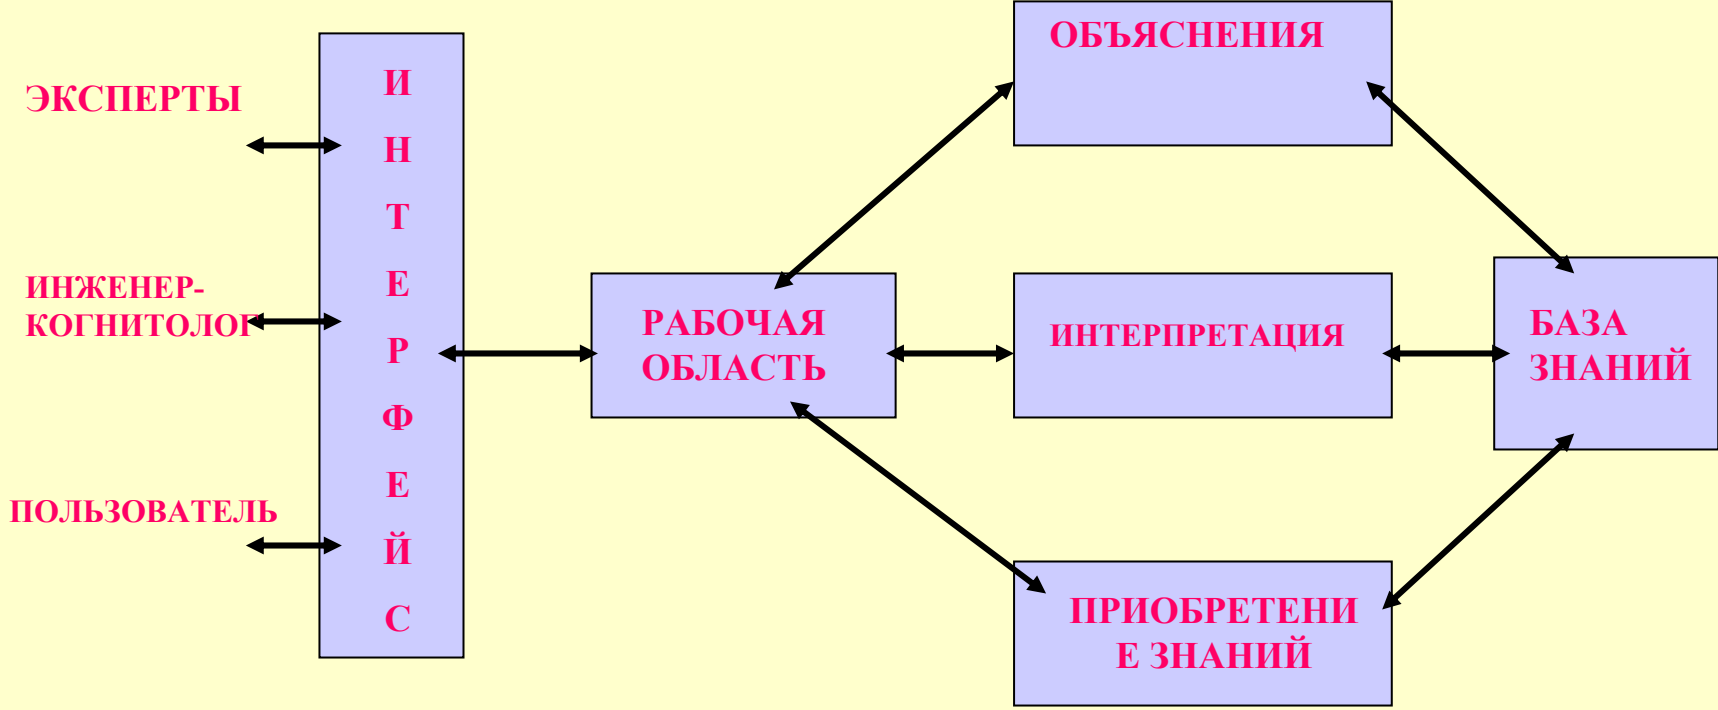 ЭКСПЕРТЫ
ИНЖЕНЕР-
КОГНИТОЛОГ
ПОЛЬЗОВАТЕЛЬ
И
Н
Т
Е
Р
Ф
Е
Й
С
РАБОЧАЯ
ОБЛАСТЬ
ОБЪЯСНЕНИЯ
ИНТЕРПРЕТАЦИЯ
ПРИОБРЕТЕНИ
Е ЗНАНИЙ
БАЗА
ЗНАНИЙ